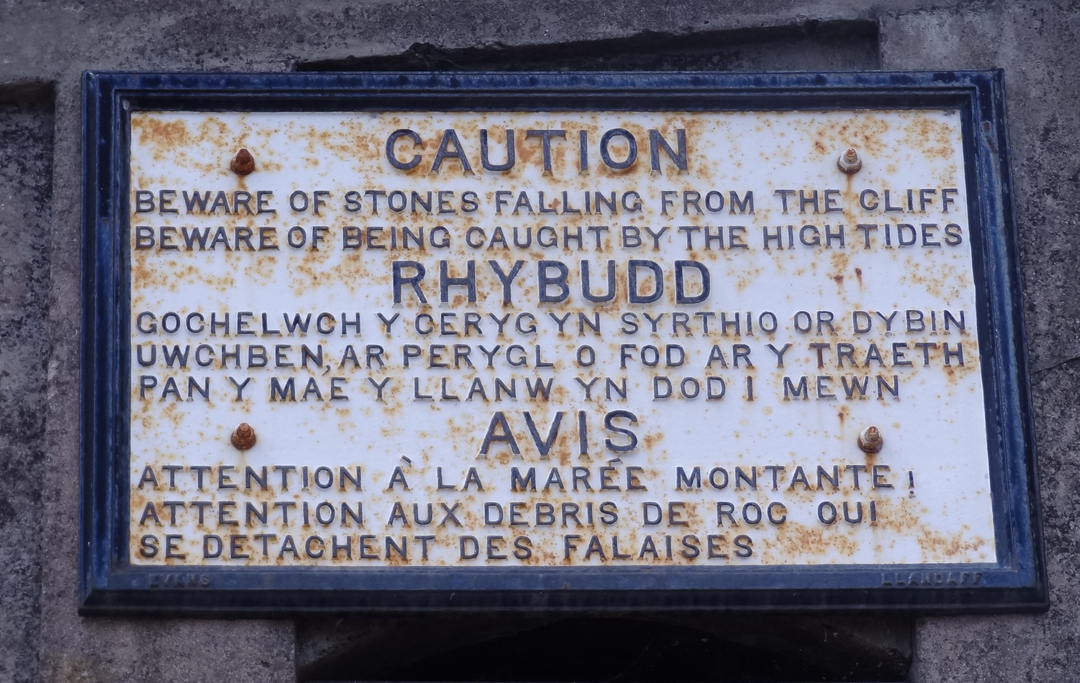 CAUTION
BEWARE OF STONES FALLING FROM THE CLIFF
BEWARE OF BEING CAUGHT BY THE HIGH TIDES
RHYBUDD
GOCHELWCH Y CERYG YN SYRTHIO OR DYBIN
UWCHBEN, AR PERYGL O FOD AR Y TRAETH
PAN Y MAE Y LLANW YN DOD I MEWN
AVIS
ATTENTION À LA MARÉE MONTANTE!
ATTENTION AUX DEBRIS DE ROC OUI
SE DETACHENT DES FALAISES
EVANS LLANDAFF